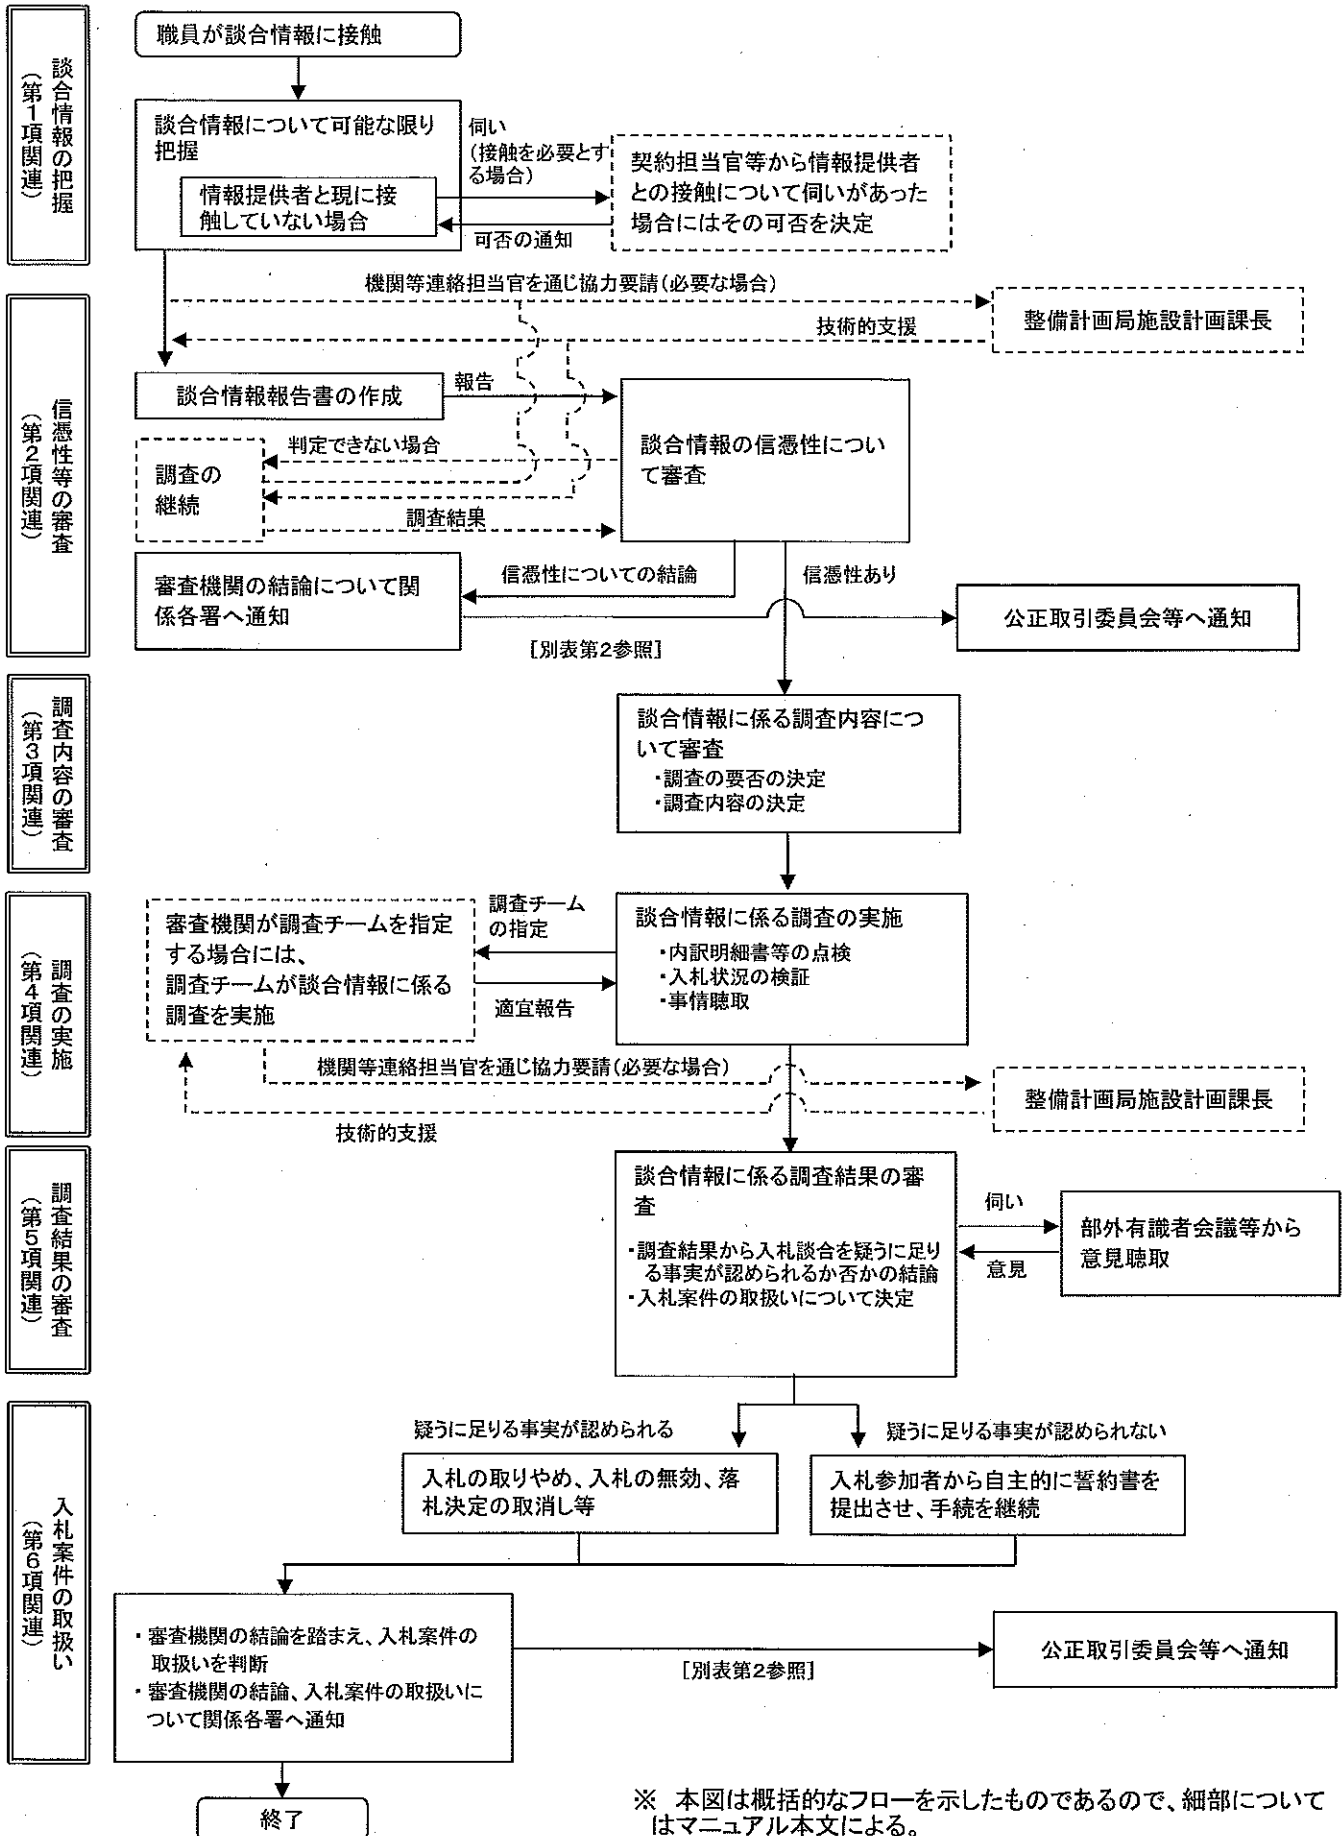 談合情報の把握
（第1項関連）
職員が談合情報に接触
談合情報について可能な限り
把握
情報提供者と現に接
触していない場合
伺い
(接触を必要とす
る場合)
可否の通知
契約担当官等から情報提供者
との接触について伺いがあった
場合にはその可否を決定
信憑性等の審査
（第2項関連）
機関等連絡担当官を通じ協力要請(必要な場合)
技術的支援
整備計画局施設計画課長
談合情報報告書の作成
報告
談合情報の信憑性につい
て審査
判定できない場合
調査の
継続
調査結果
審査機関の結論について関
係各署へ通知
信憑性についての結論
信憑性あり
公正取引委員会等へ通知
[別表第2参照]
調査内容の審査
（第3項関連）
談合情報に係る調査内容につ
いて審査
・調査の要否の決定
・調査内容の決定
調査の実施
（第4項関連）
審査機関が調査チームを指定
する場合には、
調査チームが談合情報に係る
調査を実施
調査チーム
の指定
適宜報告
談合情報に係る調査の実施
・内訳明細書等の点検
・入札状況の検証
・事情聴取
機関等連絡担当官を通じ協力要請(必要な場合)
技術的支援
整備計画局施設計画課長
調査結果の審査
（第5項関連）
談合情報に係る調査結果の審
査
・調査結果から入札談合を疑うに足り
る事実が認められるか否かの結論
・入札案件の取扱いについて決定
伺い
意見
部外有識者会議等から
意見聴取
入札案件の取扱い
（第6項関連）
疑うに足りる事実が認められる
疑うに足りる事実が認められない
入札の取りやめ、入札の無効、落
札決定の取消し等
入札参加者から自主的に誓約書を
提出させ、手続を継続
・審査機関の結論を踏まえ、入札案件の
取扱いを判断
・審査機関の結論、入札案件の取扱いに
ついて関係各署へ通知
[別表第2参照]
公正取引委員会等へ通知
終了
※　本図は概括的なフローを示したものであるので、細部について
はマニュアル本文による。